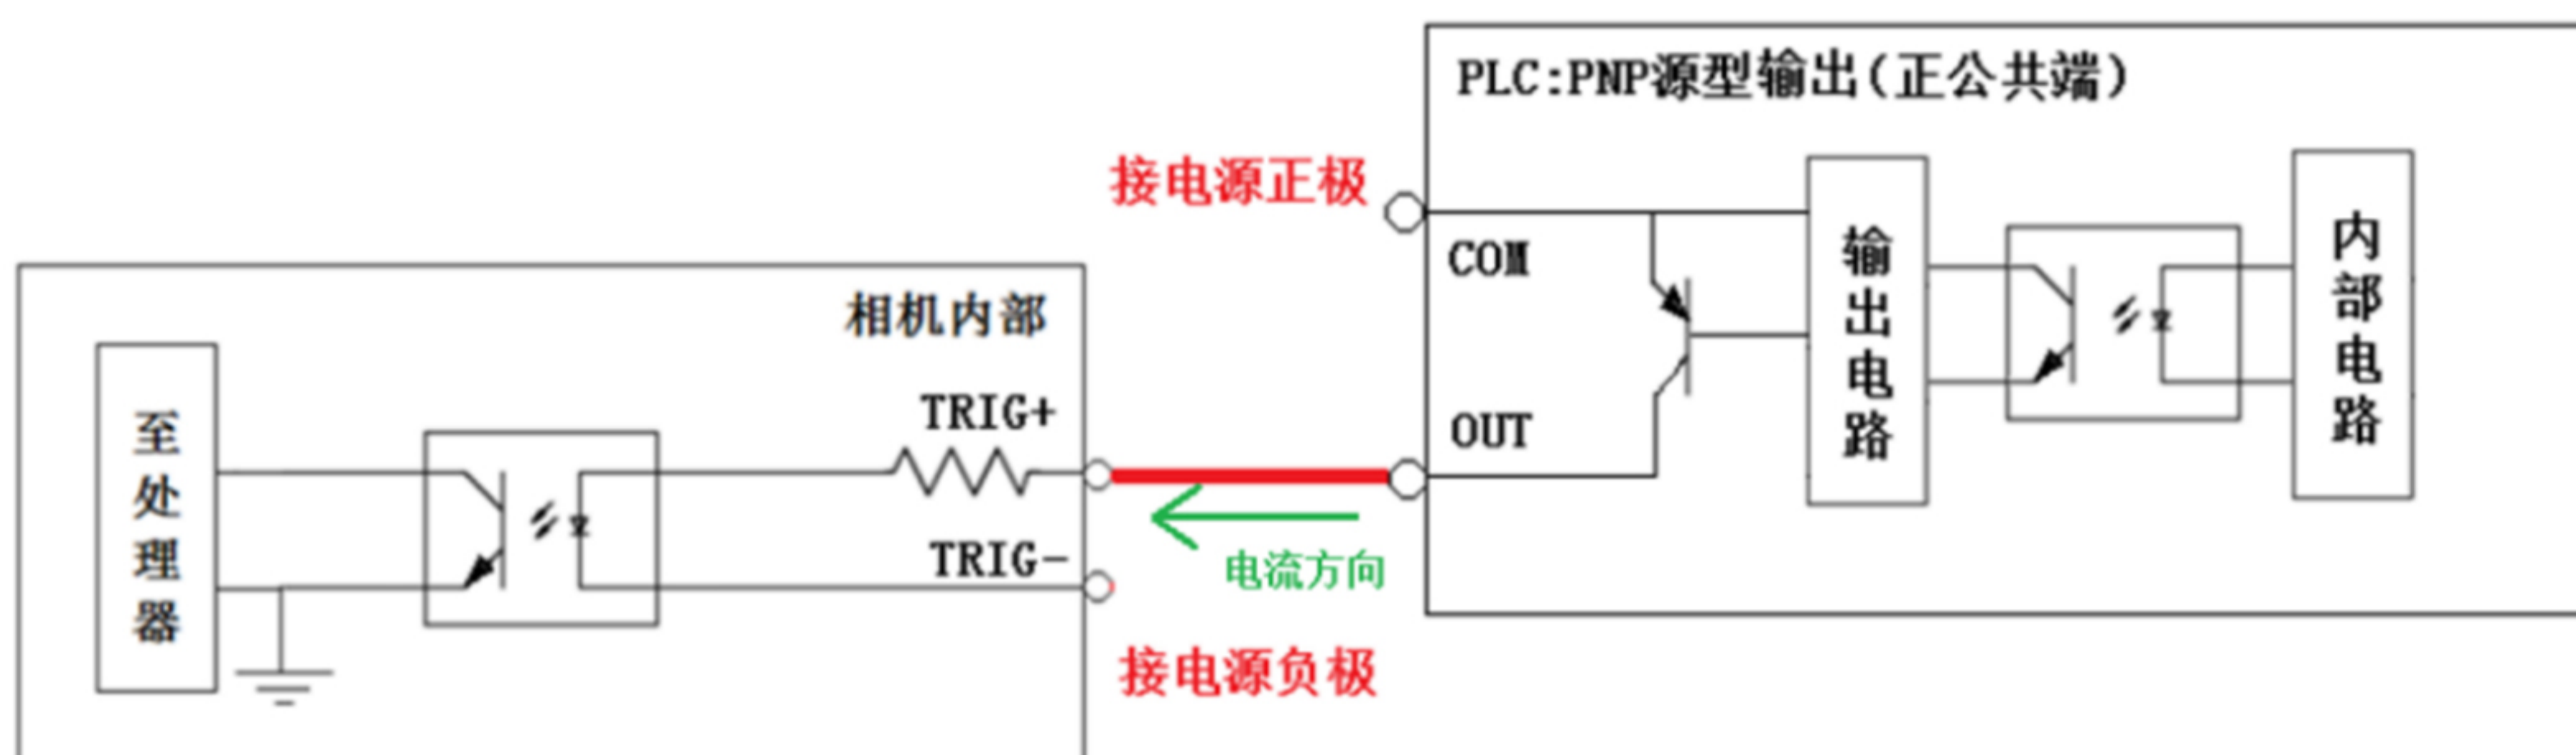 PLC:PNP源型输出(正公共端)
接电源正极
COM
输出电路
内部电路
相机内部
TRIG+
OUT
至处理器
TRIG-
电流方向
接电源负极